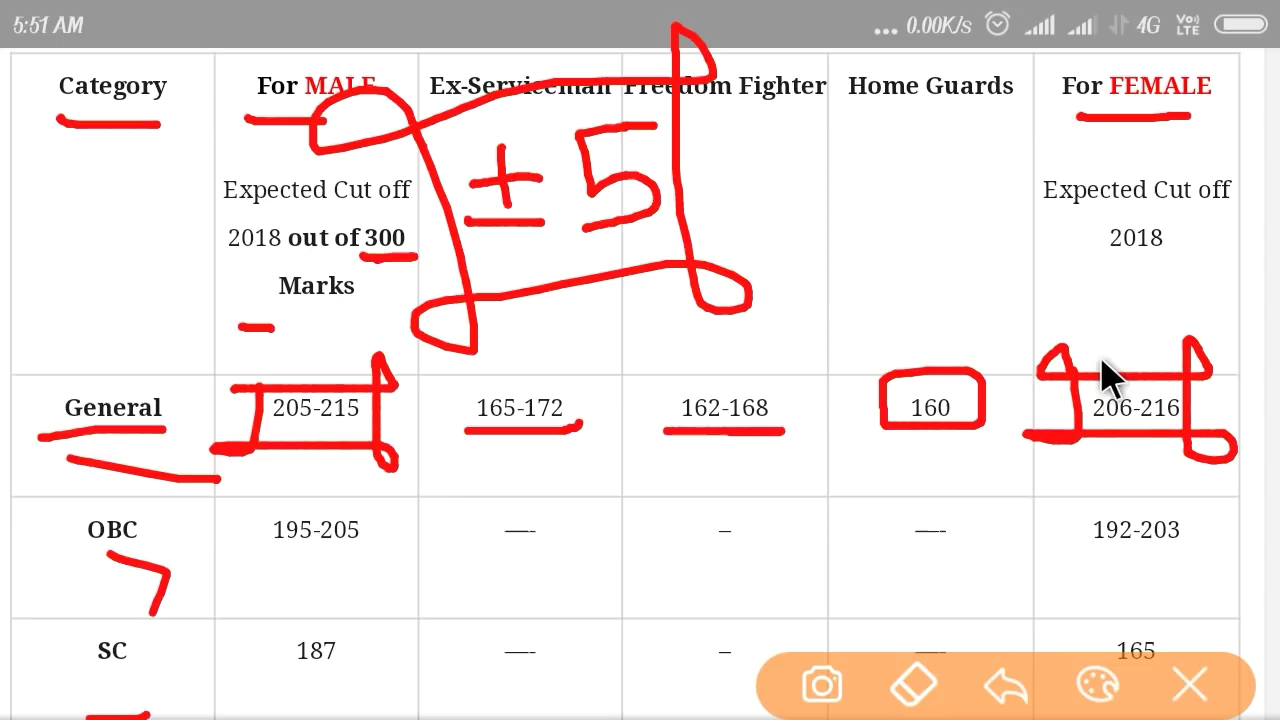 5:51 AM
... 0.00K/s 4G VoJ LTE
Category For MALE Ex-Serviceman Freedom Fighter Home Guards For FEMALE
Expected Cut off Expected Cut off
2018 out of 300 2018
Marks
± 5
General 205-215 165-172 162-168 160 206-216
OBC 195-205 —- – —- 192-203
SC 187 —- – —- 165